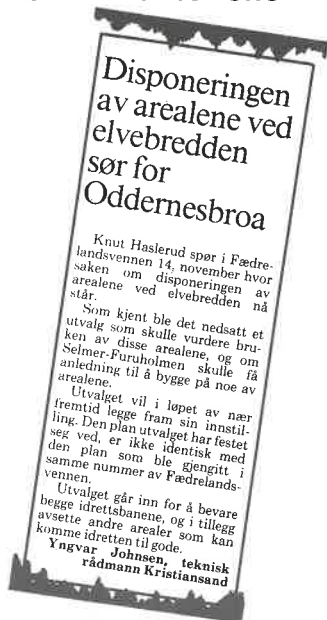 Disponeringen
av arealene ved
elvebredden
sør for
Oddernesbroa
Knut Haslerud spør i Fædre-
landsvennen 14. november hvor
saken om disponeringen av
arealene ved elvebredden nå
står.
Som kjent ble det nedsatt et
utvalg som skulle vurdere bru-
ken av disse arealene, og om
Selmer-Furuholmen skulle få
anledning til å bygge på noe av
arealene.
Utvalget vil i løpet av nær
fremtid legge fram sin innstil-
ling. Den plan utvalget har festet
seg ved, er ikke identisk med
den plan som ble gjengitt i
samme nummer av Fædrelands-
vennen.
Utvalget går inn for å bevare
begge idrettsbanene, og i tillegg
avsette andre arealer som kan
komme idretten til gode.
Yngvar Johnsen, teknisk
rådmann Kristiansand